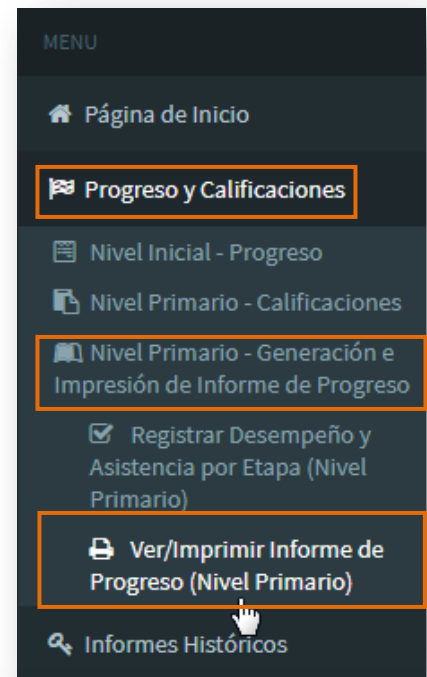 MENU
Página de Inicio
Progreso y Calificaciones
Nivel Inicial - Progreso
Nivel Primario - Calificaciones
Nivel Primario - Generación e
Impresión de Informe de Progreso
Registrar Desempeño y
Asistencia por Etapa (Nivel
Primario)
Ver/Imprimir Informe de
Progreso (Nivel Primario)
Informes Históricos